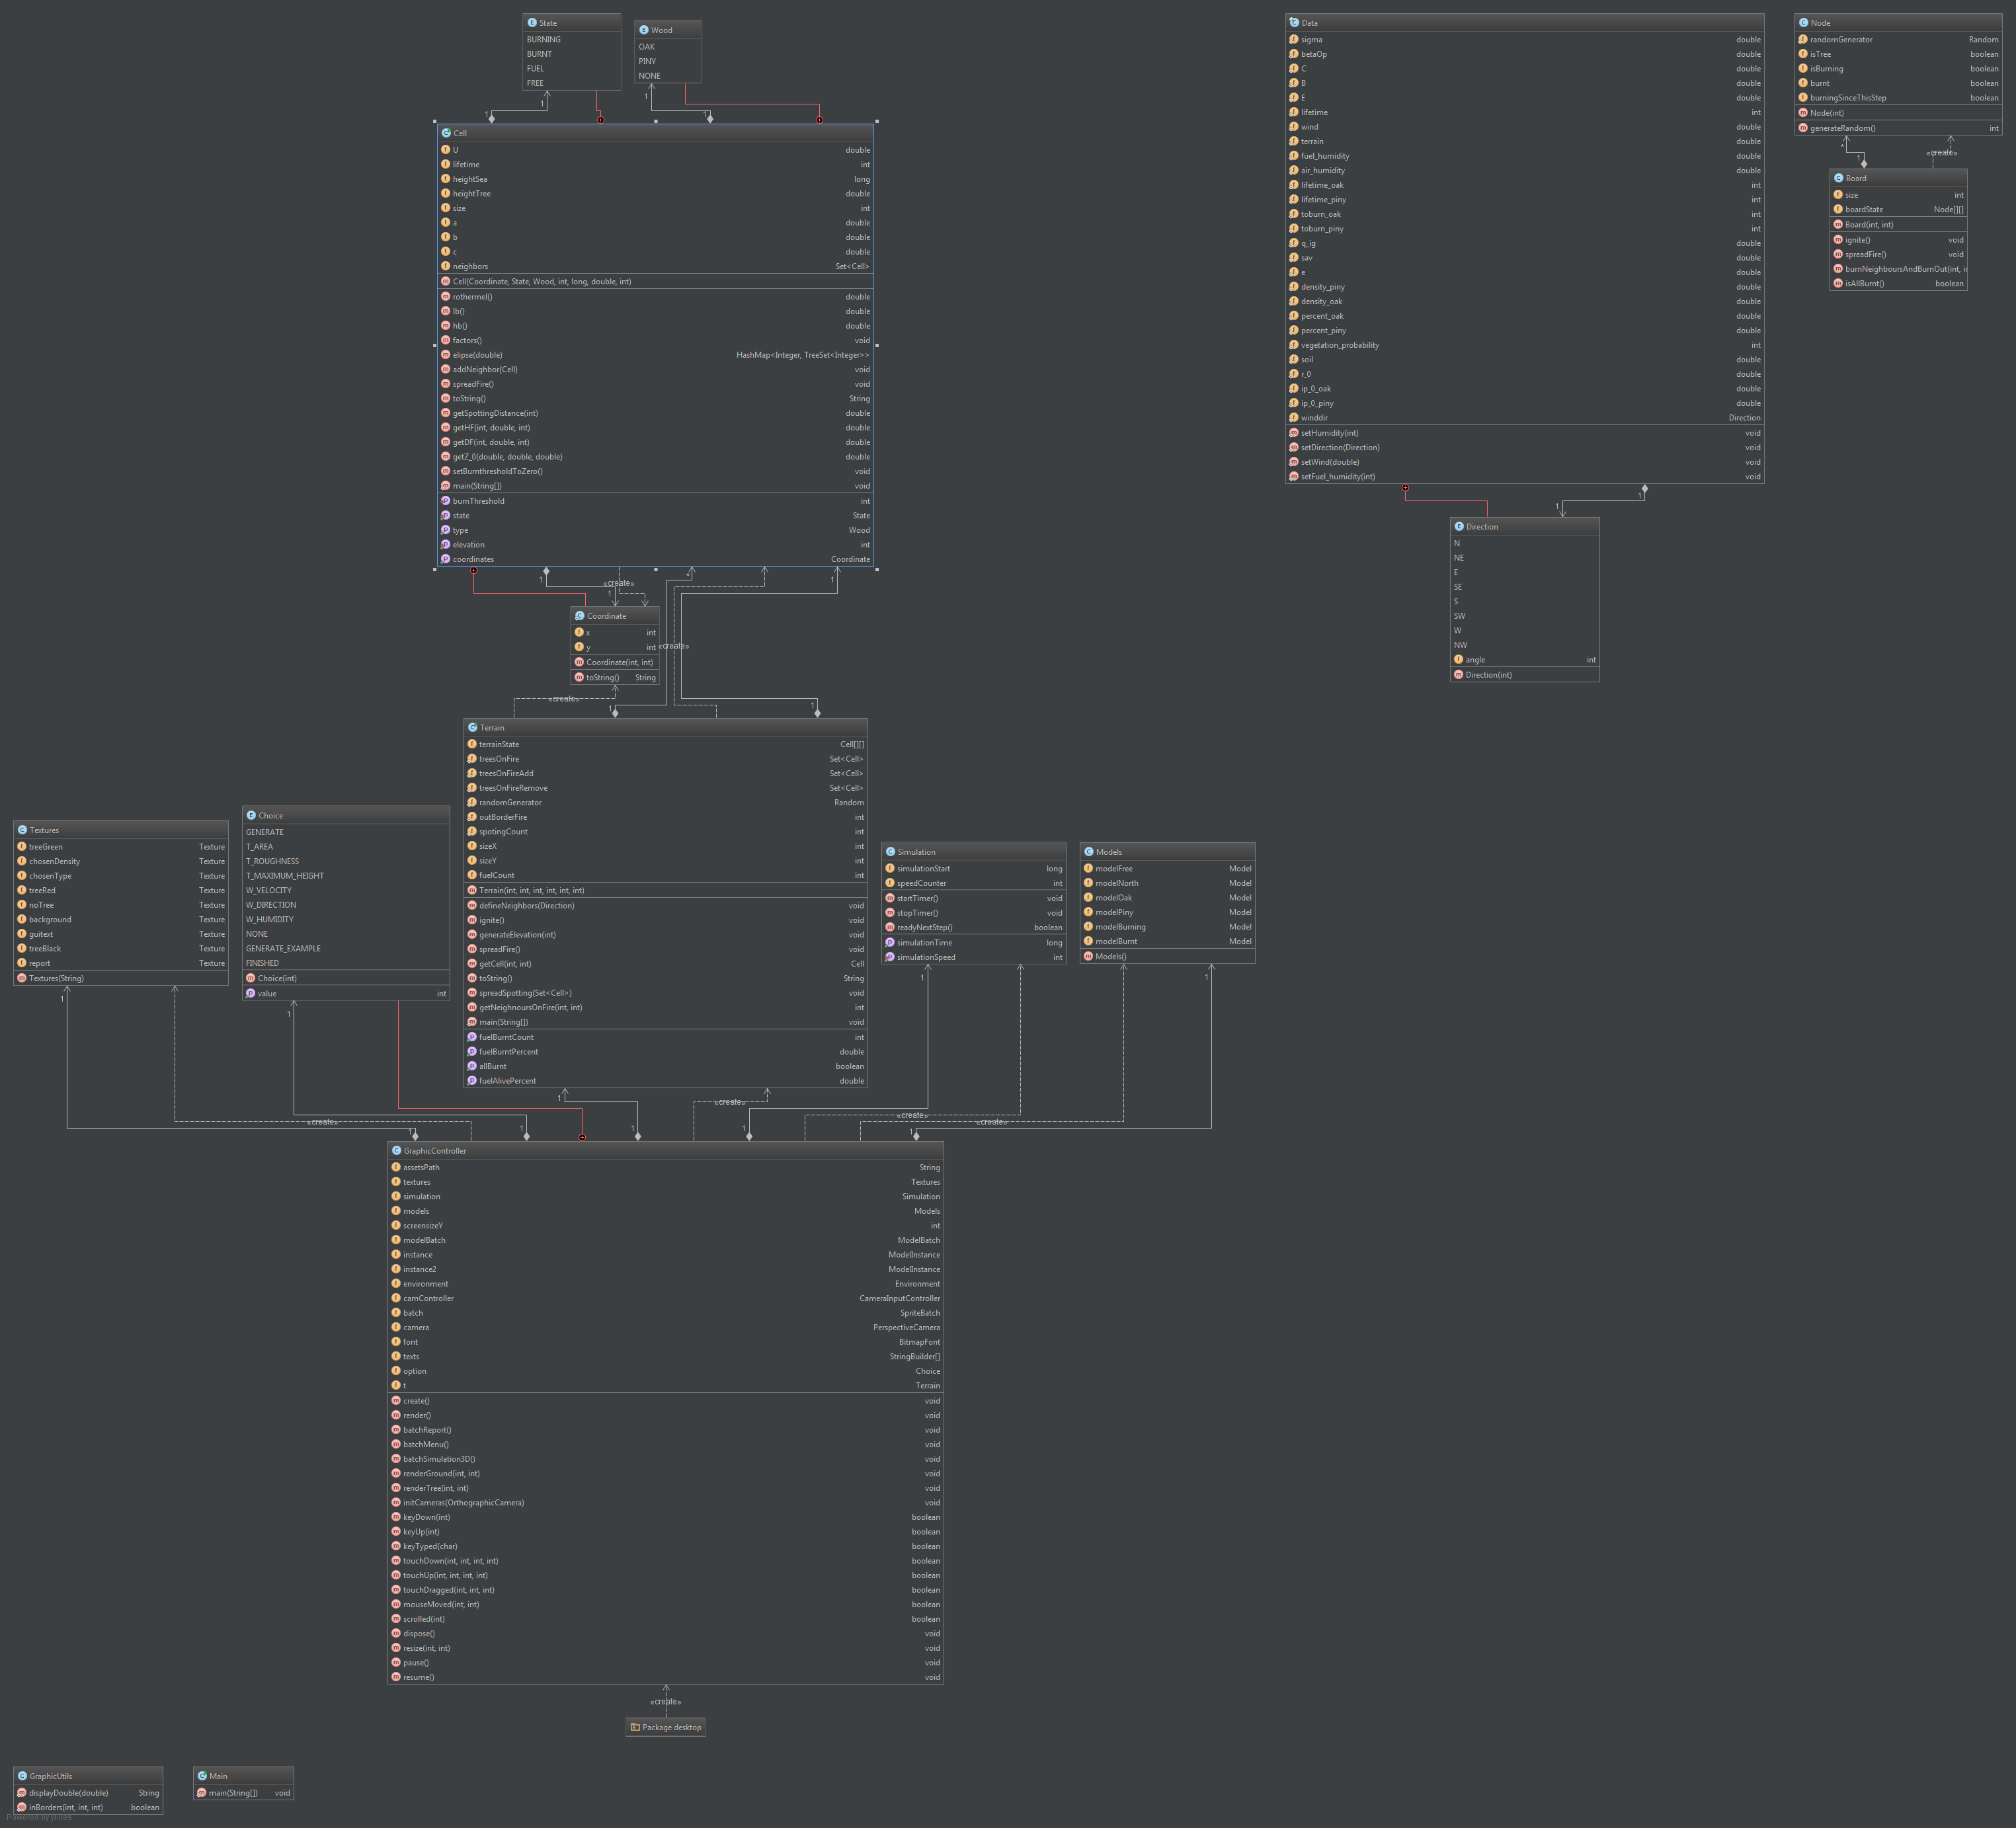 State
BURNING
BURNT
FUEL
FREE
Wood
OAK
PINY
NONE
1
1
1
1
Cell
U double
lifetime int
heightSea long
heightTree double
size int
a double
b double
c double
neighbors Set<Cell>
Cell(Coordinate, State, Wood, int, long, double, int)
rothermel() double
lb() double
hb() double
factors() void
elipse(double) HashMap<Integer, TreeSet<Integer>>
addNeighbor(Cell) void
spreadFire() void
toString() String
getSpottingDistance(int) double
getHF(int, double, int) double
getDF(int, double, int) double
getZ_0(double, double, double) double
setBurnthresholdToZero() void
main(String[]) void
burnThreshold int
state State
type Wood
elevation int
coordinates Coordinate
1
«create»
1
*
1
Coordinate
x int
y int
Coordinate(int, int)
toString() String
«create»
«create»
1
1
Terrain
terrainState Cell[][]
treesOnFire Set<Cell>
treesOnFireAdd Set<Cell>
treesOnFireRemove Set<Cell>
randomGenerator Random
outBorderFire int
spotingCount int
sizeX int
sizeY int
fuelCount int
Terrain(int, int, int, int, int, int)
defineNeighbors(Direction) void
ignite() void
generateElevation(int) void
spreadFire() void
getCell(int, int) Cell
toString() String
spreadSpotting(Set<Cell>) void
getNeighnoursOnFire(int, int) int
main(String[]) void
fuelBurntCount int
fuelBurntPercent double
allBurnt boolean
fuelAlivePercent double
Textures
treeGreen Texture
chosenDensity Texture
chosenType Texture
treeRed Texture
noTree Texture
background Texture
guitext Texture
treeBlack Texture
report Texture
Textures(String)
Choice
GENERATE
T_AREA
T_ROUGHNESS
T_MAXIMUM_HEIGHT
W_VELOCITY
W_DIRECTION
W_HUMIDITY
NONE
GENERATE_EXAMPLE
FINISHED
Choice(int)
value int
Simulation
simulationStart long
speedCounter int
startTimer() void
stopTimer() void
readyNextStep() boolean
simulationTime long
simulationSpeed int
Models
modelFree Model
modelNorth Model
modelOak Model
modelPiny Model
modelBurning Model
modelBurnt Model
Models()
1
1
1
1
1
«create»
«create»
«create»
«create»
1
1
1
1
1
GraphicController
assetsPath String
textures Textures
simulation Simulation
models Models
screensizeY int
modelBatch ModelBatch
instance ModelInstance
instance2 ModelInstance
environment Environment
camController CameraInputController
batch SpriteBatch
camera PerspectiveCamera
font BitmapFont
texts StringBuilder[]
option Choice
t Terrain
create() void
render() void
batchReport() void
batchMenu() void
batchSimulation3D() void
renderGround(int, int) void
renderTree(int, int) void
initCameras(OrthographicCamera) void
keyDown(int) boolean
keyUp(int) boolean
keyTyped(char) boolean
touchDown(int, int, int, int) boolean
touchUp(int, int, int, int) boolean
touchDragged(int, int, int) boolean
mouseMoved(int, int) boolean
scrolled(int) boolean
dispose() void
resize(int, int) void
pause() void
resume() void
«create»
Package desktop
GraphicUtils
displayDouble(double) String
inBorders(int, int, int) boolean
Main
main(String[]) void
Powered by yFiles
Data
sigma double
betaOp double
C double
B double
E double
lifetime int
wind double
terrain double
fuel_humidity double
air_humidity double
lifetime_oak int
lifetime_piny int
toburn_oak int
toburn_piny int
q_ig double
sav double
e double
density_piny double
density_oak double
percent_oak double
percent_piny double
vegetation_probability int
soil double
r_0 double
ip_0_oak double
ip_0_piny double
winddir Direction
setHumidity(int) void
setDirection(Direction) void
setWind(double) void
setFuel_humidity(int) void
1
1
Direction
N
NE
E
SE
S
SW
W
NW
angle int
Direction(int)
Node
randomGenerator Random
isTree boolean
isBurning boolean
burnt boolean
burningSinceThisStep boolean
Node(int)
generateRandom() int
*
1
«create»
Board
size int
boardState Node[][]
Board(int, int)
ignite() void
spreadFire() void
burnNeighboursAndBurnOut(int, i
isAllBurnt() boolean